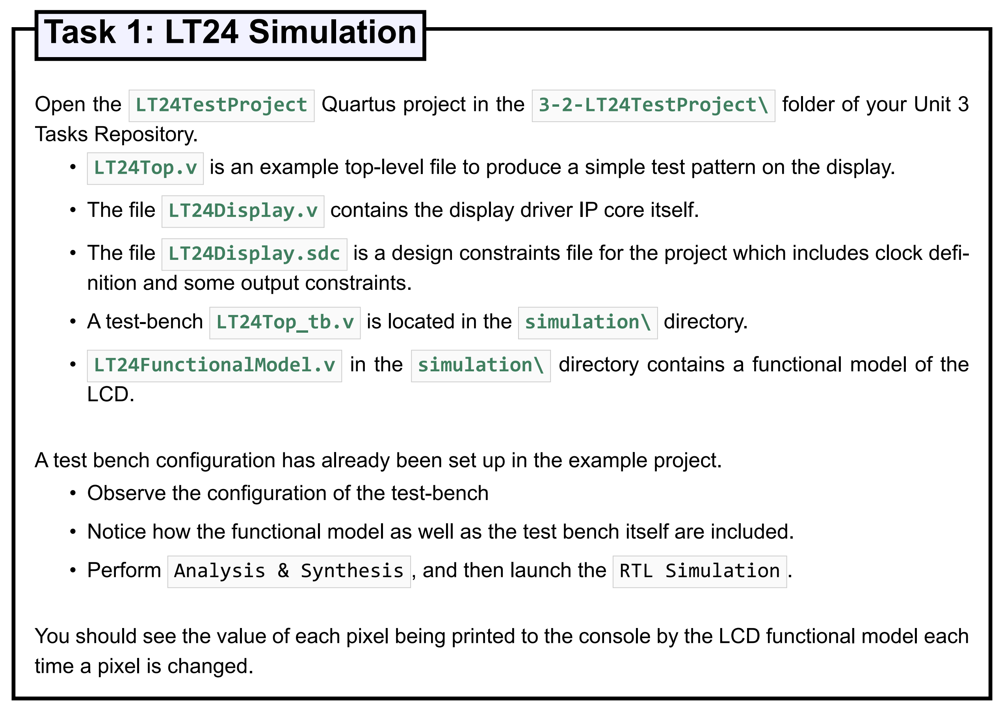 Task 1: LT24 Simulation
Open the LT24TestProject Quartus project in the 3-2-LT24TestProject\ folder of your Unit 3
Tasks Repository.
• LT24Top.v is an example top-level file to produce a simple test pattern on the display.
• The file LT24Display.v contains the display driver IP core itself.
• The file LT24Display.sdc is a design constraints file for the project which includes clock defi-
nition and some output constraints.
• A test-bench LT24Top_tb.v is located in the simulation\ directory.
• LT24FunctionalModel.v in the simulation\ directory contains a functional model of the
LCD.
A test bench configuration has already been set up in the example project.
• Observe the configuration of the test-bench
• Notice how the functional model as well as the test bench itself are included.
• Perform Analysis & Synthesis, and then launch the RTL Simulation.
You should see the value of each pixel being printed to the console by the LCD functional model each
time a pixel is changed.